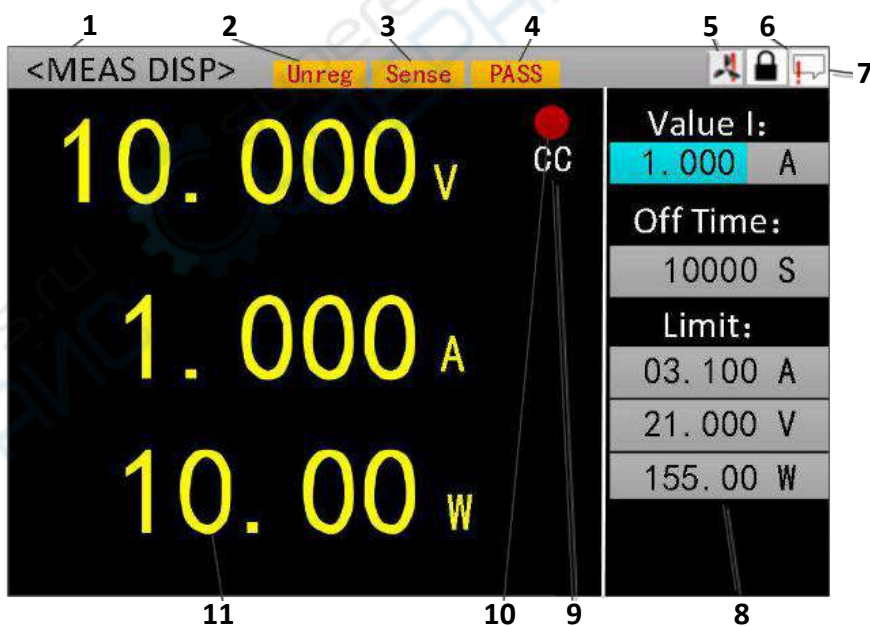 1 2 3 4 5 6
<MEAS DISP> Unreg Sense PASS
7
10.000 V
CC
1.000 A
10.00 W
Value I:
1.000 A
Off Time:
10000 S
Limit:
03.100 A
21.000 V
155.00 W
11 10 9 8